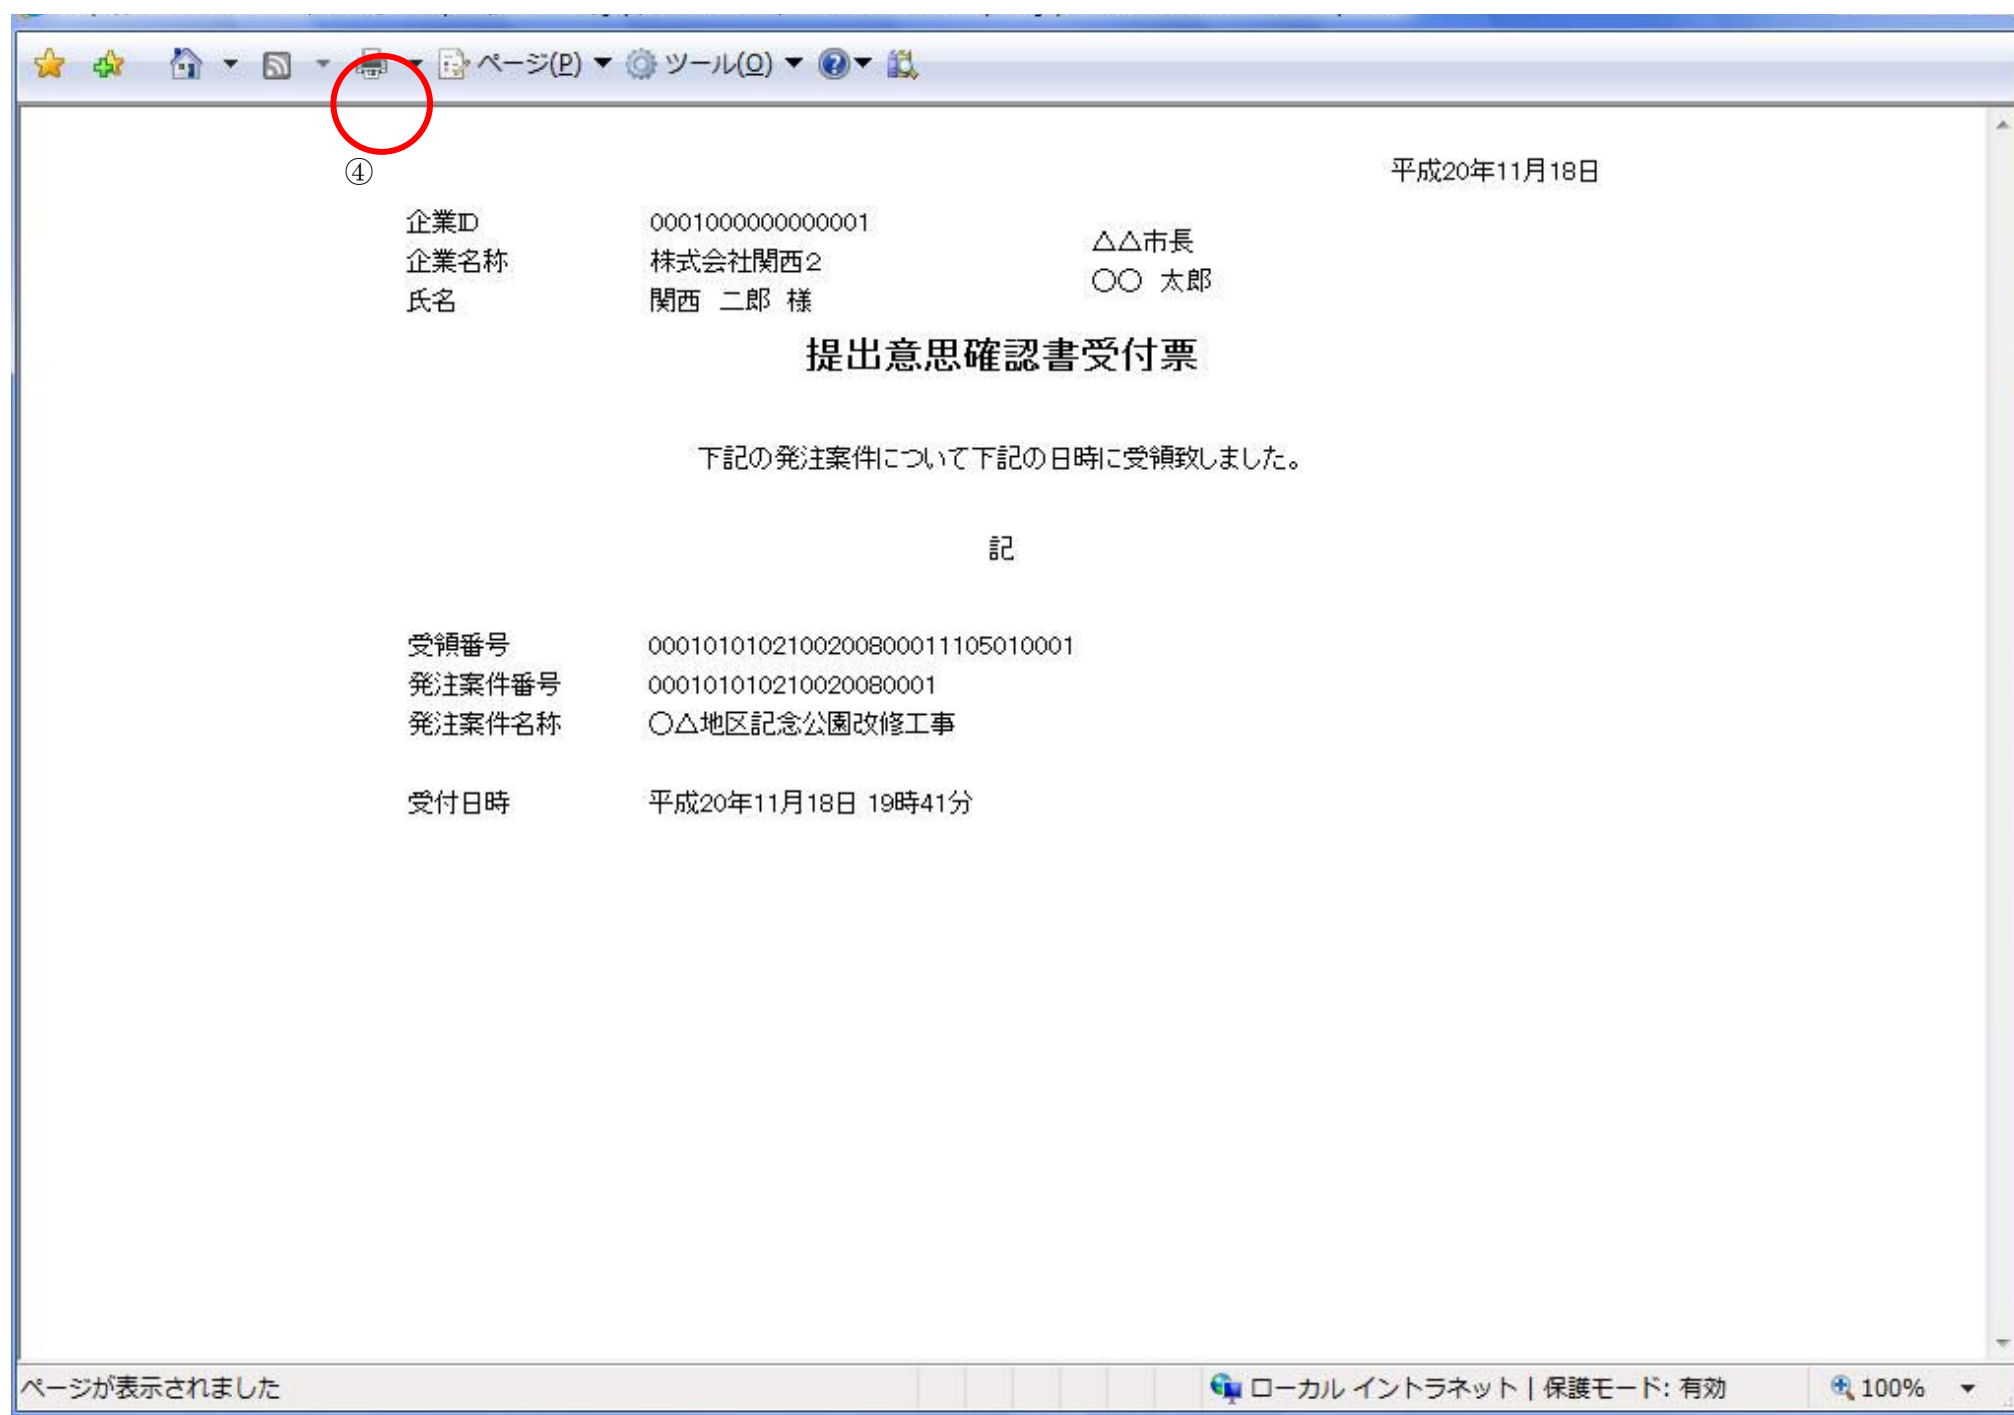 ページ(P) ツール(O)
④
平成20年11月18日
企業ID 0001000000000001
企業名称 株式会社関西2
氏名 関西 二郎 様
△△市長
〇〇 太郎
提出意思確認書受付票
下記の発注案件について下記の日時に受領致しました。
記
受領番号 0001010102100200800011105010001
発注案件番号 000101010210020080001
発注案件名称 〇△地区記念公園改修工事
受付日時 平成20年11月18日 19時41分
ページが表示されました ローカル イントラネット | 保護モード: 有効 100%